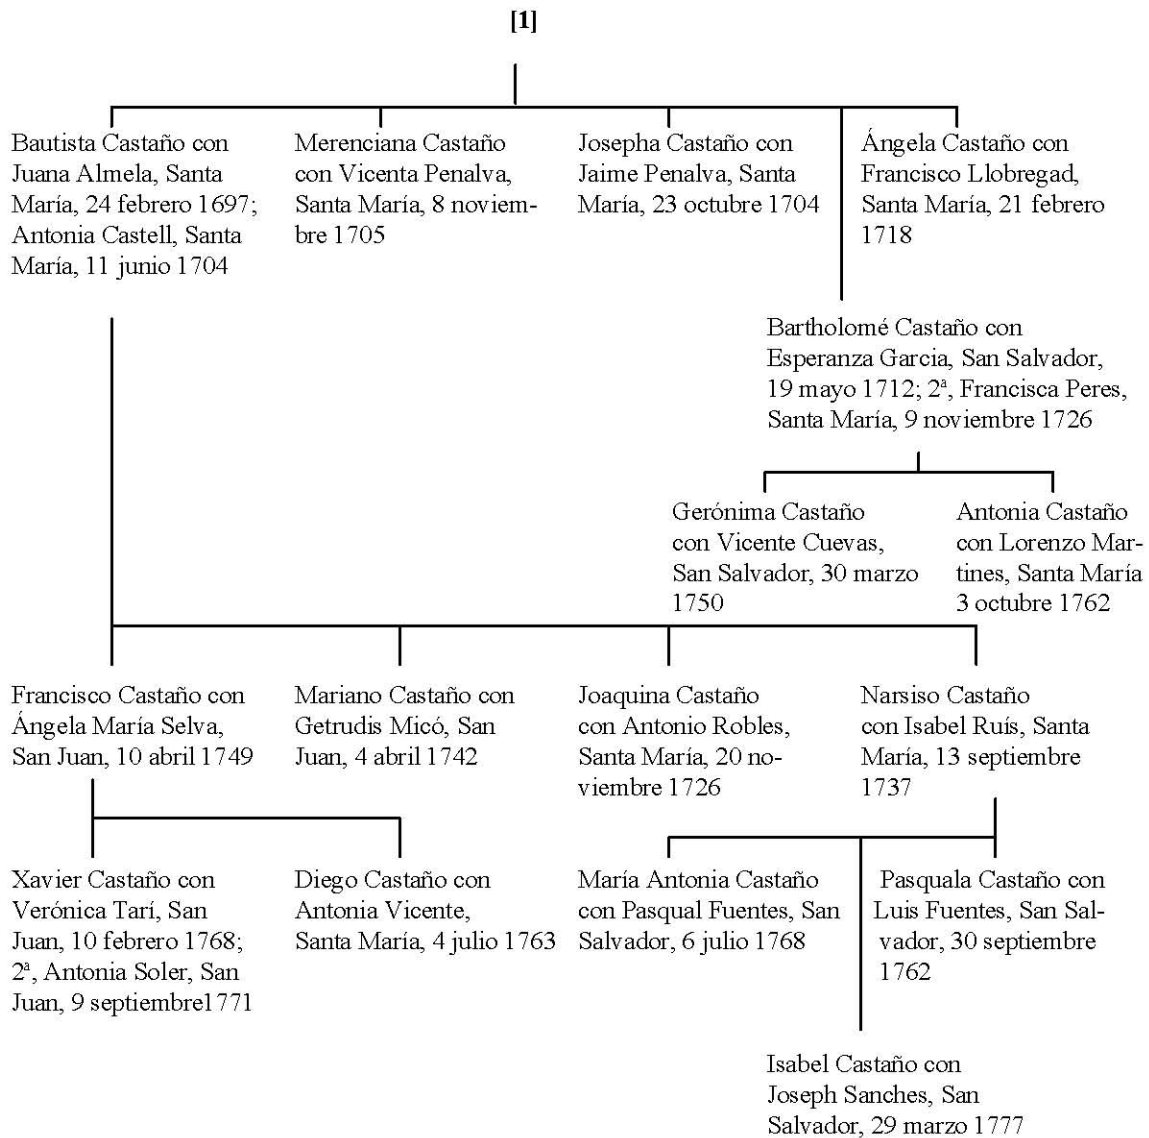 [1]
Bautista Castaño con
Juana Almela, Santa
María, 24 febrero 1697;
Antonia Castell, Santa
María, 11 junio 1704
Merenciana Castaño
con Vicenta Penalva,
Santa María, 8 noviem-
bre 1705
Josepha Castaño con
Jaime Penalva, Santa
María, 23 octubre 1704
Ángela Castaño con
Francisco Llobregad,
Santa María, 21 febrero
1718
Bartholomé Castaño con
Esperanza Garcia, San Salvador,
19 mayo 1712; 2ª, Francisca Peres,
Santa María, 9 noviembre 1726
Gerónima Castaño
con Vicente Cuevas,
San Salvador, 30 marzo
1750
Antonia Castaño
con Lorenzo Mar-
tines, Santa María
3 octubre 1762
Francisco Castaño con
Ángela María Selva,
San Juan, 10 abril 1749
Mariano Castaño con
Getrudis Micó, San
Juan, 4 abril 1742
Joaquina Castaño
con Antonio Robles,
Santa María, 20 no-
viembre 1726
Narsiso Castaño
con Isabel Ruís, Santa
María, 13 septiembre
1737
Xavier Castaño con
Verónica Tarí, San
Juan, 10 febrero 1768;
2ª, Antonia Soler, San
Juan, 9 septiembre1771
Diego Castaño con
Antonia Vicente,
Santa María, 4 julio 1763
María Antonia Castaño
con Pasqual Fuentes, San
Salvador, 6 julio 1768
Pasquala Castaño con
Luis Fuentes, San Sal-
vador, 30 septiembre
1762
Isabel Castaño con
Joseph Sanches, San
Salvador, 29 marzo 1777